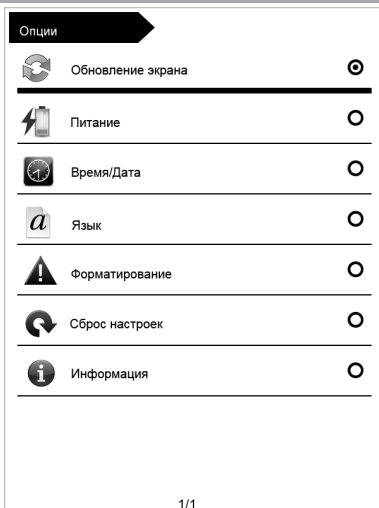 Опции
Обновление экрана
Питание
Время/Дата
a
Язык
Форматирование
Сброс настроек
Информация
1/1